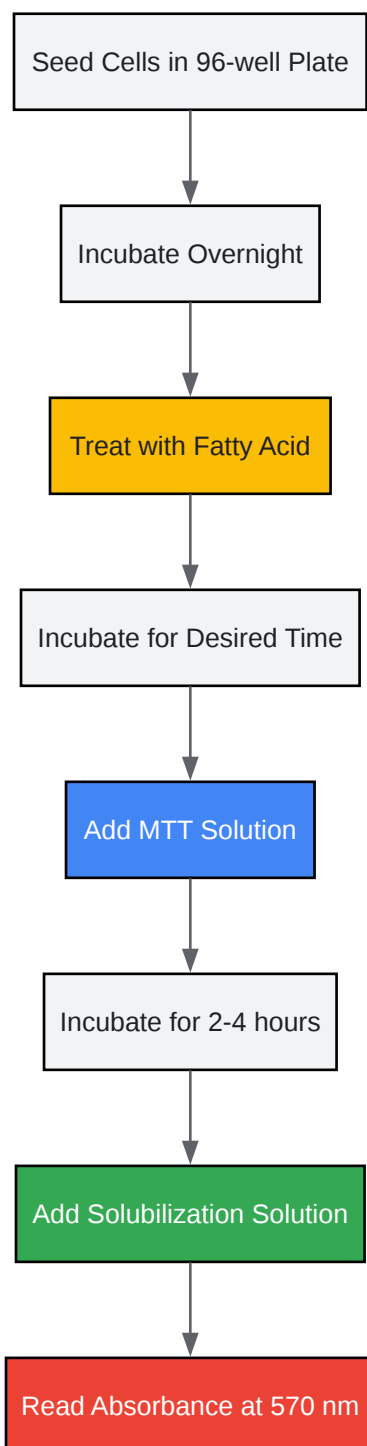 Seed Cells in 96-well Plate
Incubate Overnight
Treat with Fatty Acid
Incubate for Desired Time
Add MTT Solution
Incubate for 2-4 hours
Add Solubilization Solution
Read Absorbance at 570 nm